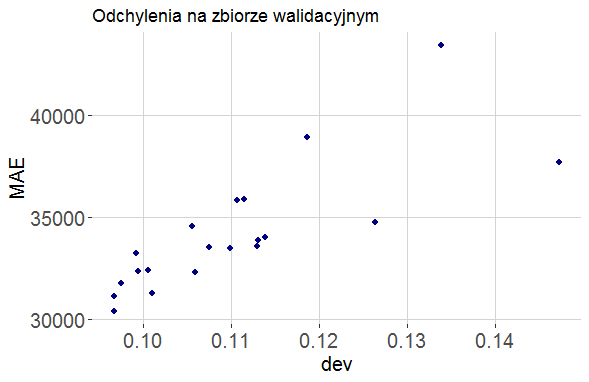 Odchylenia na zbiorze walidacyjnym
MAE
40000
35000
30000
0.10 0.11 0.12 0.13 0.14
dev